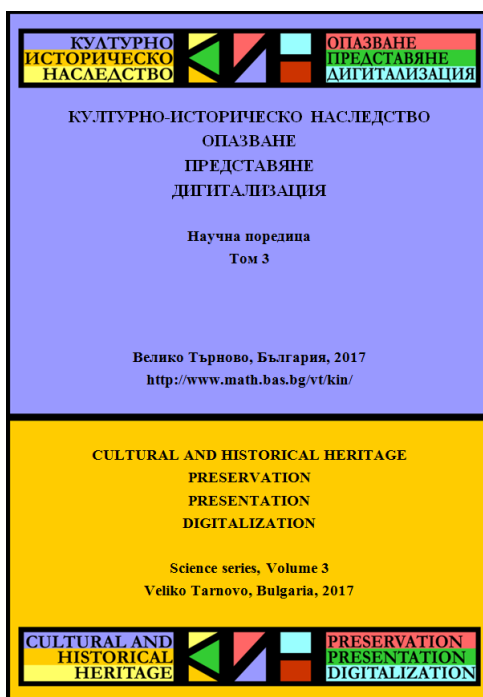 КУЛТУРНО
ИСТОРИЧЕСКО
НАСЛЕДСТВО
ОПАЗВАНЕ
ПРЕДСТАВЯНЕ
ДИГИТАЛИЗАЦИЯ
КУЛТУРНО-ИСТОРИЧЕСКО НАСЛЕДСТВО
ОПАЗВАНЕ
ПРЕДСТАВЯНЕ
ДИГИТАЛИЗАЦИЯ
Научна поредица
Том 3
Велико Търново, България, 2017
http://www.math.bas.bg/vt/kin/
CULTURAL AND HISTORICAL HERITAGE
PRESERVATION
PRESENTATION
DIGITALIZATION
Science series, Volume 3
Veliko Tarnovo, Bulgaria, 2017
CULTURAL AND
HISTORICAL
HERITAGE
PRESERVATION
PRESENTATION
DIGITALIZATION